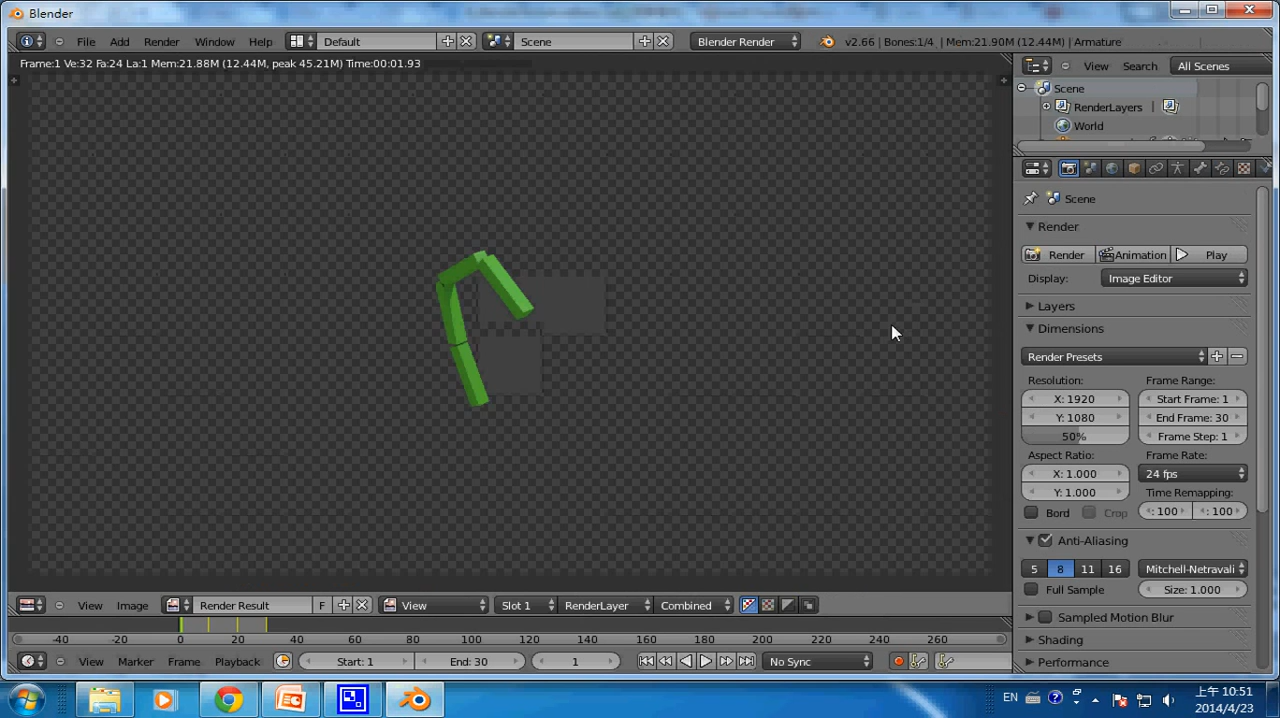 Blender
File Add Render Window Help Default Scene Blender Render v2.66 | Bones:1/4 | Mem:21.90M (12.44M) | Armature
Frame:1 Ve:32 Fa:24 La:1 Mem:21.88M (12.44M, peak 45.21M) Time:00:01.93
View Search All Scenes
Scene
RenderLayers
World
Scene
Render
Render Animation Play
Display: Image Editor
Layers
Dimensions
Render Presets
Resolution: Frame Range:
X: 1920 Start Frame: 1
Y: 1080 End Frame: 30
50% Frame Step: 1
Aspect Ratio: Frame Rate:
X: 1.000 24 fps
Y: 1.000 Time Remapping:
Bord Crop : 100 : 100
Anti-Aliasing
5 8 11 16 Mitchell-Netravali
Full Sample Size: 1.000
Sampled Motion Blur
Shading
Performance
View Image Render Result F View Slot 1 RenderLayer Combined
-40 -20 0 20 40 60 80 100 120 140 160 180 200 220 240 260
View Marker Frame Playback Start: 1 End: 30 1 No Sync
EN 上午 10:51
2014/4/23